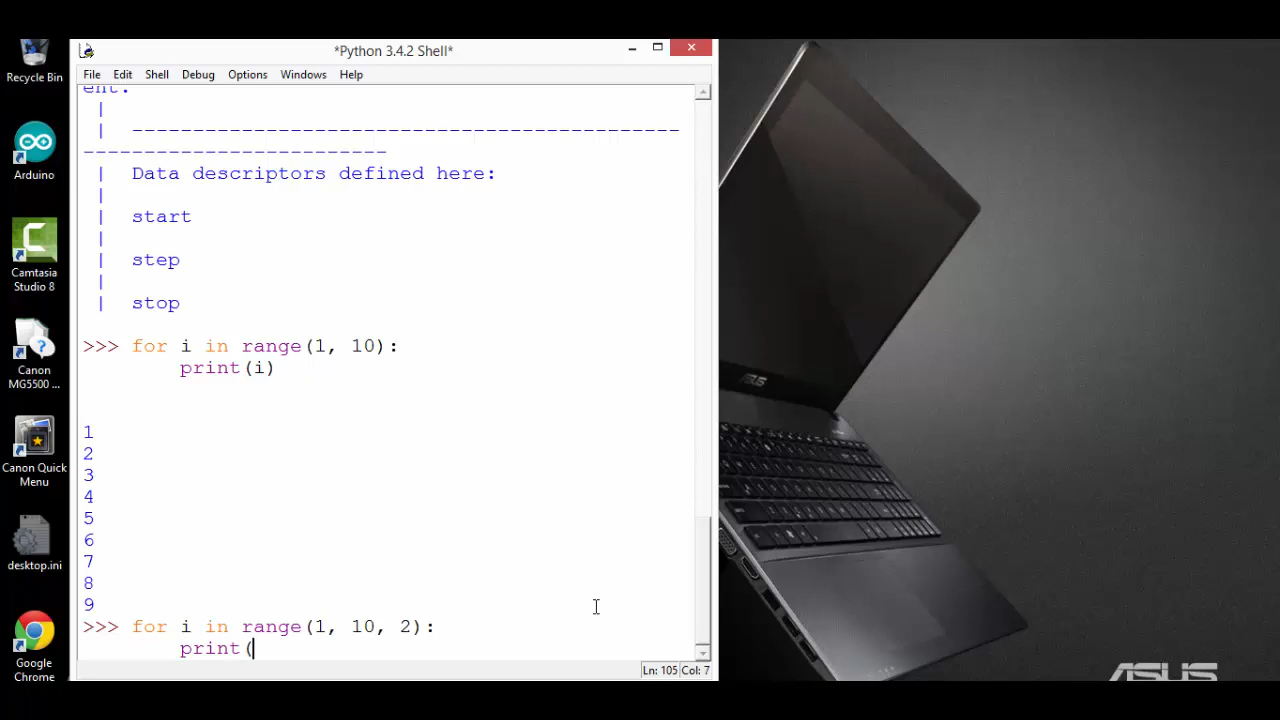 *Python 3.4.2 Shell*
File Edit Shell Debug Options Windows Help
ent.
|
| ---------------------------------------------
-------------------------
| Data descriptors defined here:
|
| start
|
| step
|
| stop
>>> for i in range(1, 10):
print(i)
1
2
3
4
5
6
7
8
9
>>> for i in range(1, 10, 2):
print(
Ln: 105 Col: 7
Recycle Bin
Arduino
Camtasia
Studio 8
Canon
MG5500 ...
Canon Quick
Menu
desktop.ini
Google
Chrome
ASUS
ASUS